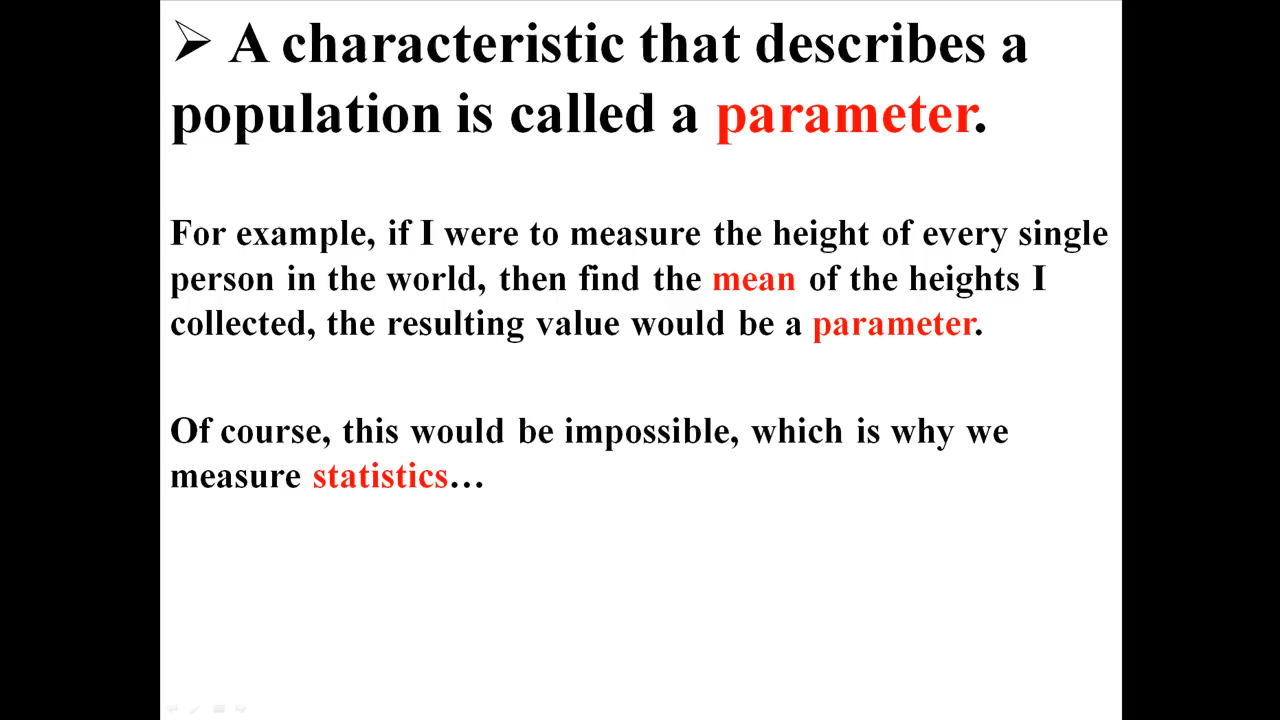 ➢ A characteristic that describes a
population is called a parameter.
For example, if I were to measure the height of every single
person in the world, then find the mean of the heights I
collected, the resulting value would be a parameter.
Of course, this would be impossible, which is why we
measure statistics…